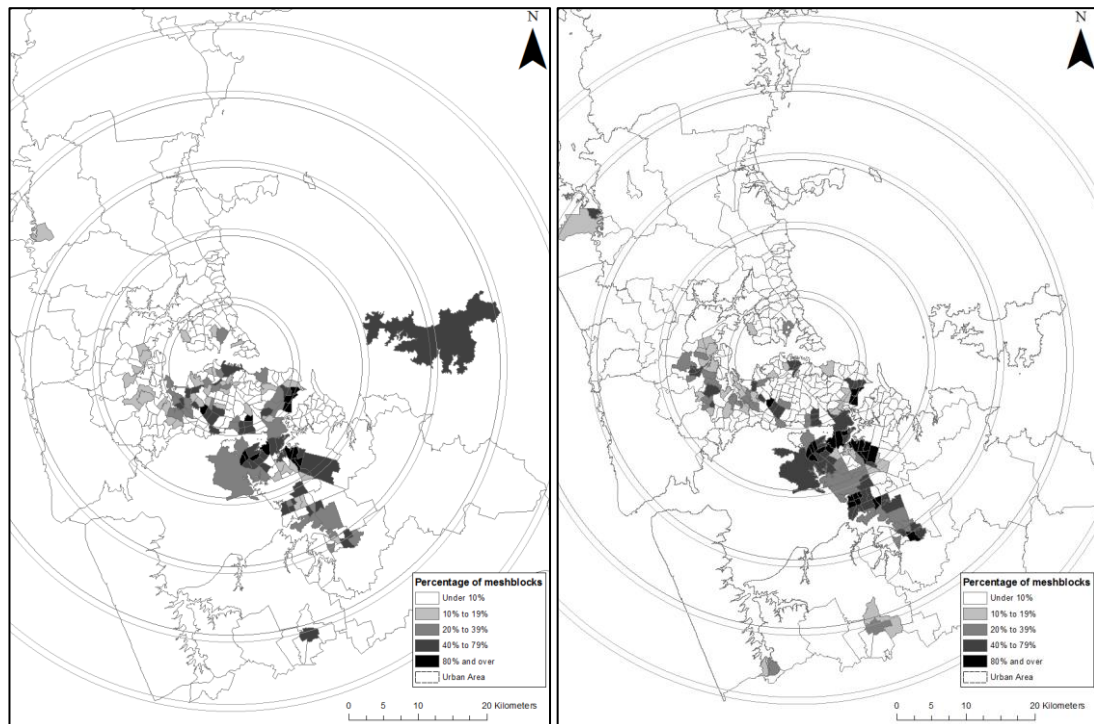 N
Percentage of meshblocks
Under 10%
10% to 19%
20% to 39%
40% to 79%
80% and over
Urban Area
0 5 10 20 Kilometers
N
Percentage of meshblocks
Under 10%
10% to 19%
20% to 39%
40% to 79%
80% and over
Urban Area
0 5 10 20 Kilometers